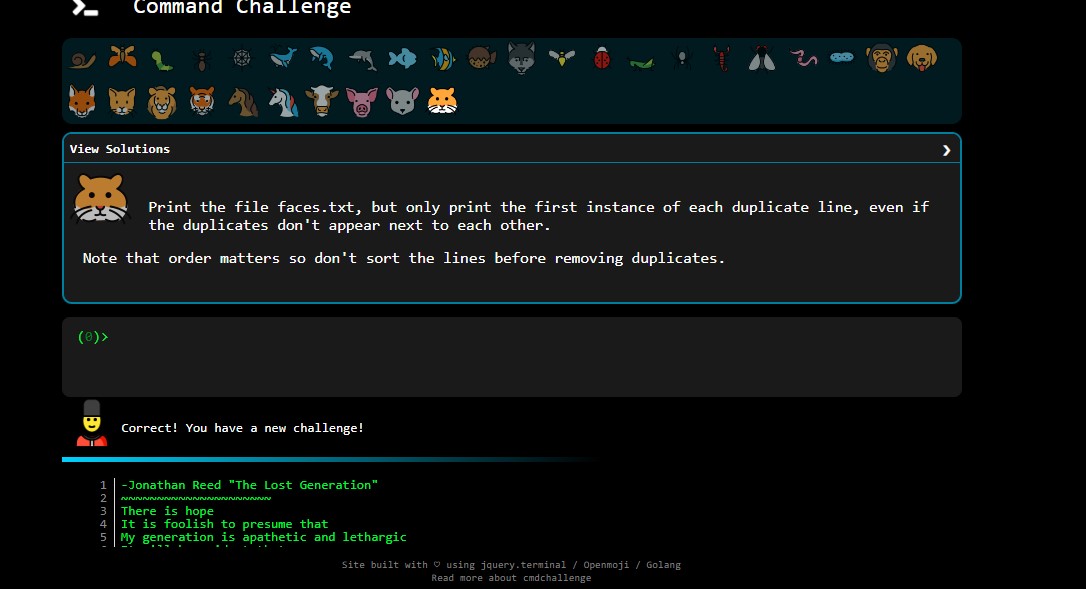 Command Challenge
View Solutions
Print the file faces.txt, but only print the first instance of each duplicate line, even if
the duplicates don't appear next to each other.
Note that order matters so don't sort the lines before removing duplicates.
(0)>
Correct! You have a new challenge!
1 -Jonathan Reed "The Lost Generation"
2 ~~~~~~~~~~~~~~~~~~~~~
3 There is hope
4 It is foolish to presume that
5 My generation is apathetic and lethargic
Site built with ♡ using jquery.terminal / Openmoji / Golang
Read more about cmdchallenge